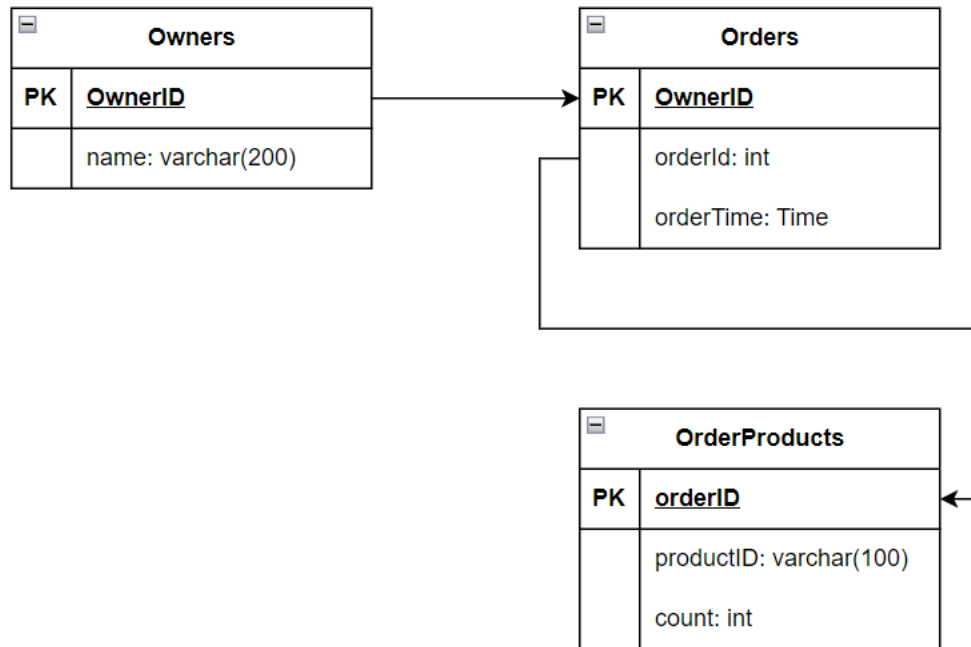 Owners
PK OwnerID
name: varchar(200)
Orders
PK OwnerID
orderId: int
orderTime: Time
OrderProducts
PK orderID
productID: varchar(100)
count: int